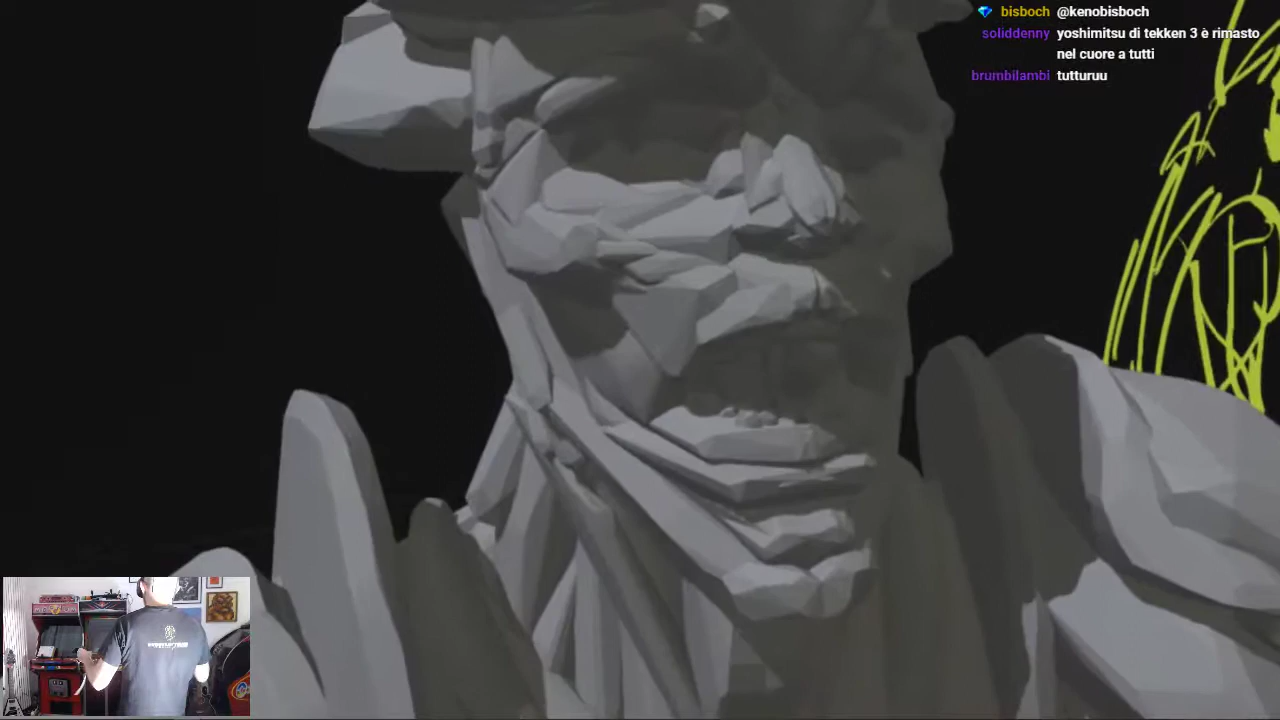 bisboch @kenobisboch
soliddenny yoshimitsu di tekken 3 è rimasto
nel cuore a tutti
brumbilambi tutturuu